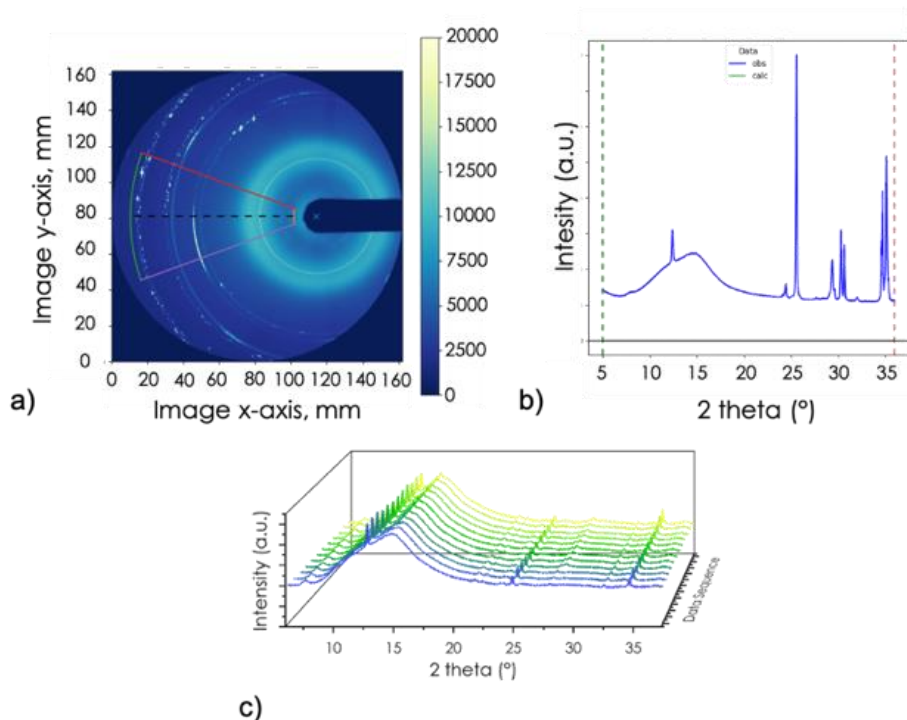 20000
17500
15000
12500
10000
7500
5000
2500
0
160
140
120
100
80
60
40
20
0
Image y-axis, mm
0 20 40 60 80 100 120 140 160
Image x-axis, mm
a)
Data
obs
calc
Intesity (a.u.)
5 10 15 20 25 30 35
2 theta (°)
b)
Intensity (a.u.)
Data Sequence
10 15 20 25 30 35
2 theta (°)
c)